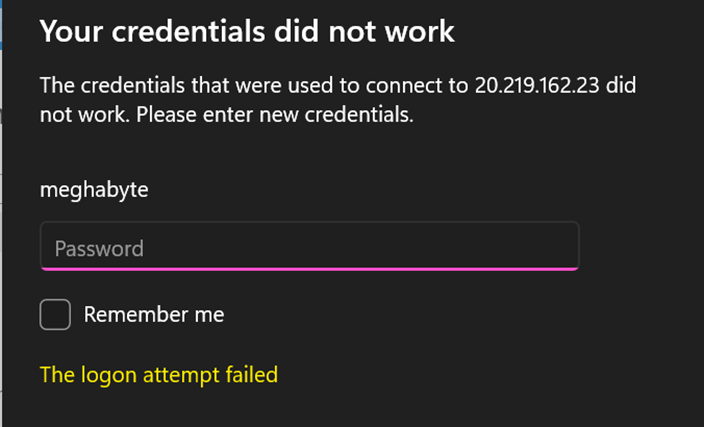 Your credentials did not work
The credentials that were used to connect to 20.219.162.23 did
not work. Please enter new credentials.
meghabyte
Password
Remember me
The logon attempt failed